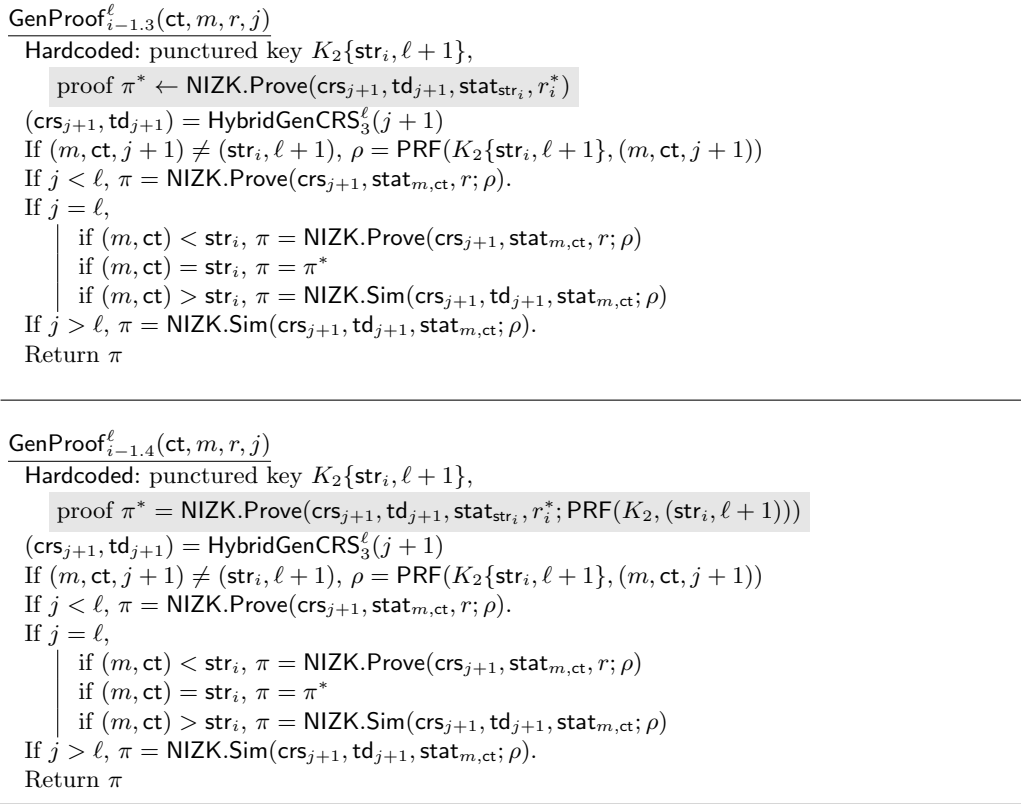 GenProof^ℓ_{i−1.3}(ct, m, r, j)
Hardcoded: punctured key K_2{str_i, ℓ + 1},
proof π* ← NIZK.Prove(crs_{j+1}, td_{j+1}, stat_{str_i}, r*_i)
(crs_{j+1}, td_{j+1}) = HybridGenCRS^ℓ_3(j + 1)
If (m, ct, j + 1) ≠ (str_i, ℓ + 1), ρ = PRF(K_2{str_i, ℓ + 1}, (m, ct, j + 1))
If j < ℓ, π = NIZK.Prove(crs_{j+1}, stat_{m,ct}, r; ρ).
If j = ℓ,
if (m, ct) < str_i, π = NIZK.Prove(crs_{j+1}, stat_{m,ct}, r; ρ)
if (m, ct) = str_i, π = π*
if (m, ct) > str_i, π = NIZK.Sim(crs_{j+1}, td_{j+1}, stat_{m,ct}; ρ)
If j > ℓ, π = NIZK.Sim(crs_{j+1}, td_{j+1}, stat_{m,ct}; ρ).
Return π
GenProof^ℓ_{i−1.4}(ct, m, r, j)
Hardcoded: punctured key K_2{str_i, ℓ + 1},
proof π* = NIZK.Prove(crs_{j+1}, td_{j+1}, stat_{str_i}, r*_i; PRF(K_2, (str_i, ℓ + 1)))
(crs_{j+1}, td_{j+1}) = HybridGenCRS^ℓ_3(j + 1)
If (m, ct, j + 1) ≠ (str_i, ℓ + 1), ρ = PRF(K_2{str_i, ℓ + 1}, (m, ct, j + 1))
If j < ℓ, π = NIZK.Prove(crs_{j+1}, stat_{m,ct}, r; ρ).
If j = ℓ,
if (m, ct) < str_i, π = NIZK.Prove(crs_{j+1}, stat_{m,ct}, r; ρ)
if (m, ct) = str_i, π = π*
if (m, ct) > str_i, π = NIZK.Sim(crs_{j+1}, td_{j+1}, stat_{m,ct}; ρ)
If j > ℓ, π = NIZK.Sim(crs_{j+1}, td_{j+1}, stat_{m,ct}; ρ).
Return π